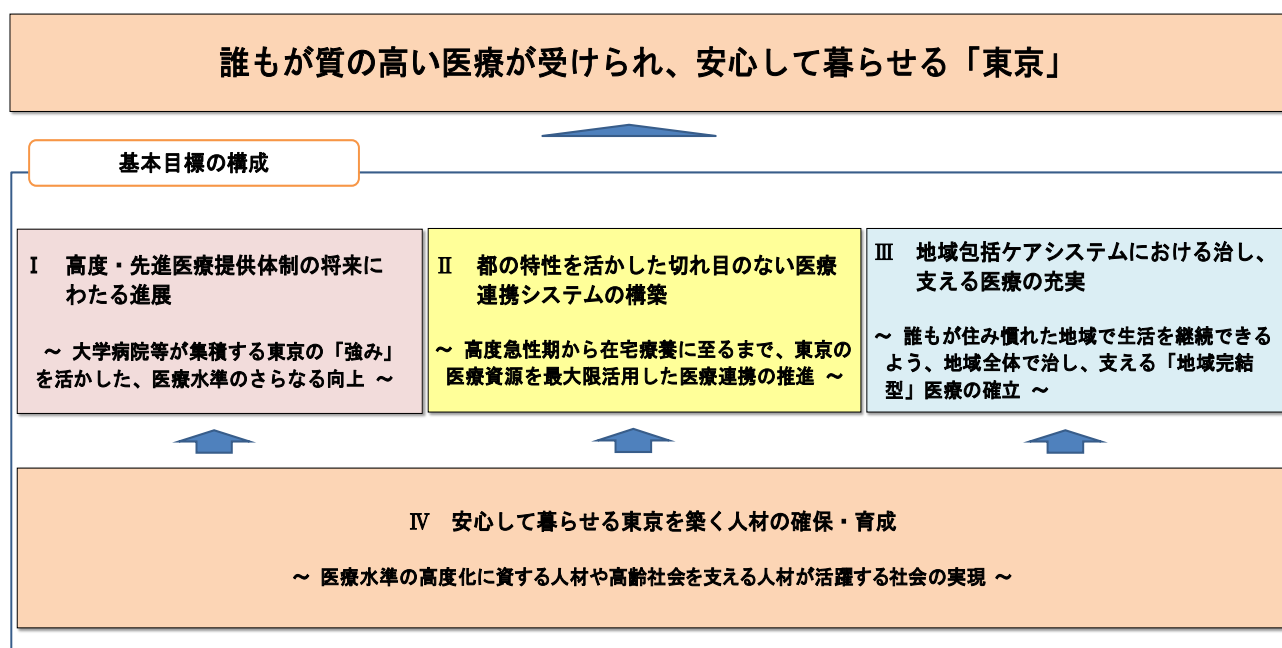 誰もが質の高い医療が受けられ、安心して暮らせる「東京」
基本目標の構成
Ⅰ 高度・先進医療提供体制の将来に
わたる進展
～ 大学病院等が集積する東京の「強み」
を活かした、医療水準のさらなる向上 ～
Ⅱ 都の特性を活かした切れ目のない医療
連携システムの構築
～ 高度急性期から在宅療養に至るまで、東京の
医療資源を最大限活用した医療連携の推進 ～
Ⅲ 地域包括ケアシステムにおける治し、
支える医療の充実
～ 誰もが住み慣れた地域で生活を継続できる
よう、地域全体で治し、支える「地域完結
型」医療の確立 ～
Ⅳ 安心して暮らせる東京を築く人材の確保・育成
～ 医療水準の高度化に資する人材や高齢社会を支える人材が活躍する社会の実現 ～